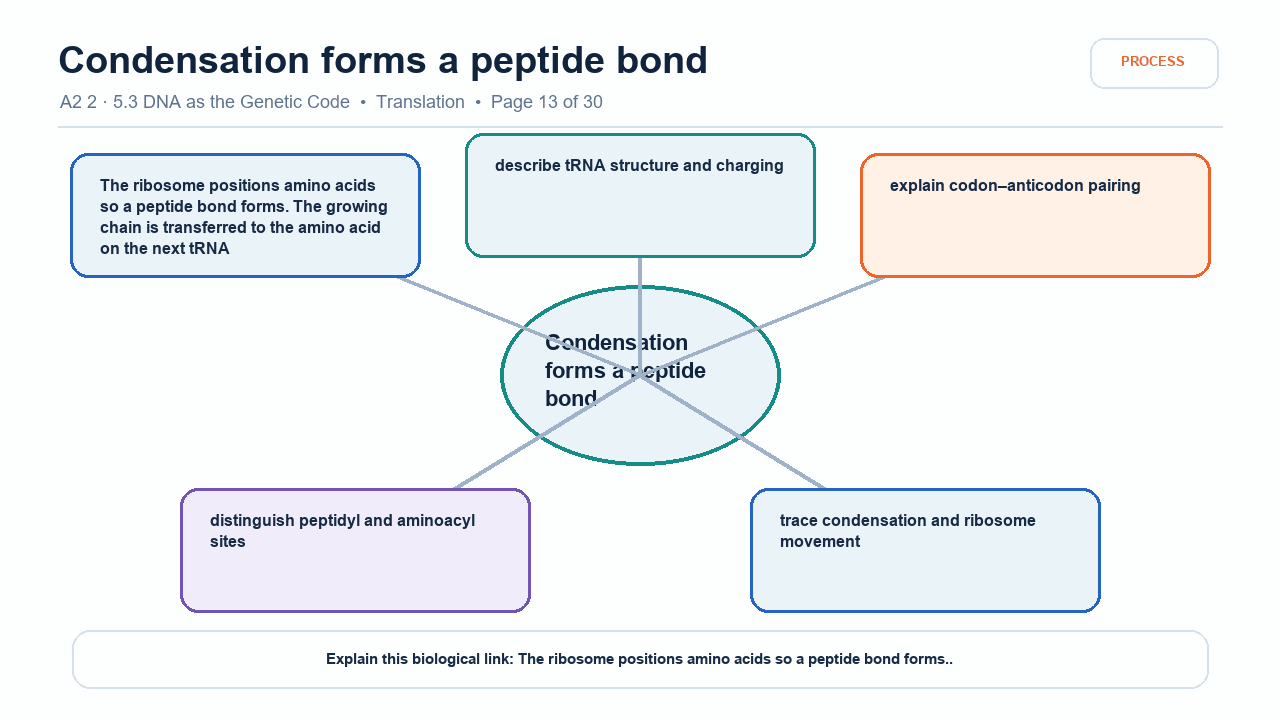 Condensation forms a peptide bond
PROCESS
A2 2 · 5.3 DNA as the Genetic Code • Translation • Page 13 of 30
The ribosome positions amino acids
so a peptide bond forms. The growing
chain is transferred to the amino acid
on the next tRNA
describe tRNA structure and charging
explain codon–anticodon pairing
Condensation
forms a peptide
bond
distinguish peptidyl and aminoacyl
sites
trace condensation and ribosome
movement
Explain this biological link: The ribosome positions amino acids so a peptide bond forms..